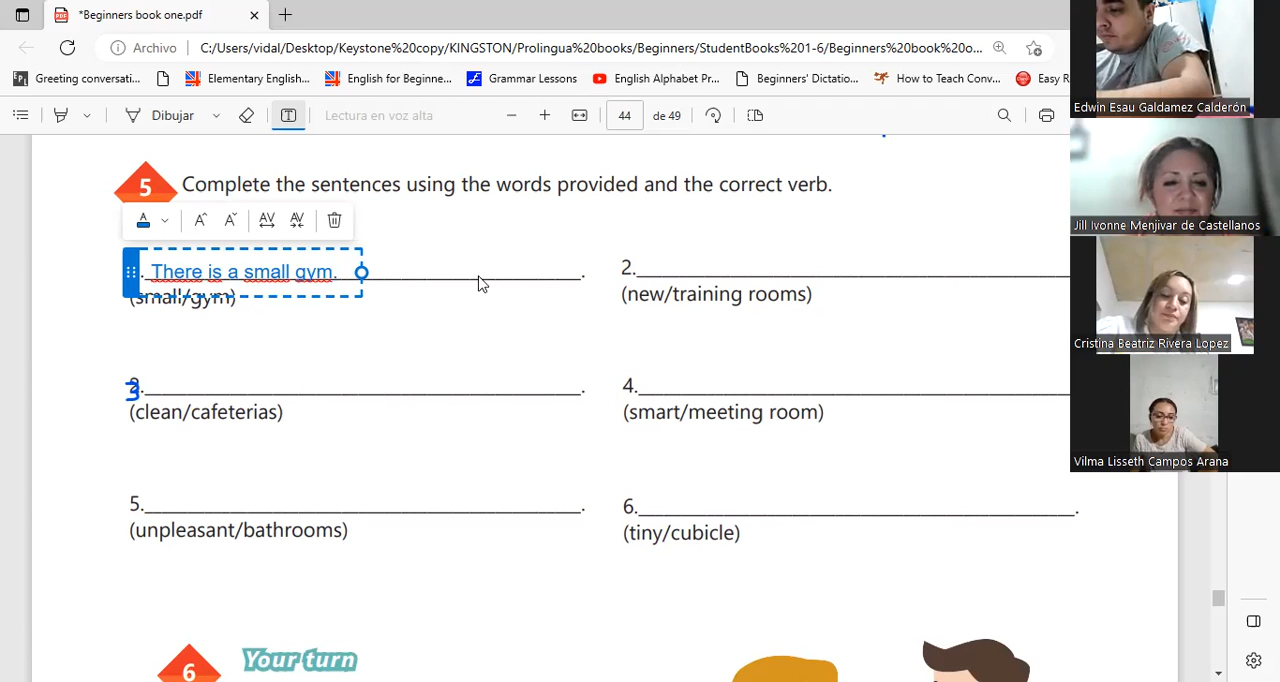 *Beginners book one.pdf
Archivo C:/Users/vidal/Desktop/Keystone%20copy/KINGSTON/Prolingua%20books/Beginners/StudentBooks%201-6/Beginners%20book%20o...
Greeting conversati... Elementary English... English for Beginne... Grammar Lessons English Alphabet Pr... Beginners' Dictatio... How to Teach Conv... Easy R
Dibujar Lectura en voz alta 44 de 49
5 Complete the sentences using the words provided and the correct verb.
There is a small gym.
(small/gym)
2.
(new/training rooms)
3.
(clean/cafeterias)
4.
(smart/meeting room)
5.
(unpleasant/bathrooms)
6.
(tiny/cubicle)
6 Your turn
Edwin Esau Galdamez Calderón
Jill Ivonne Menjivar de Castellanos
Cristina Beatriz Rivera Lopez
Vilma Lisseth Campos Arana